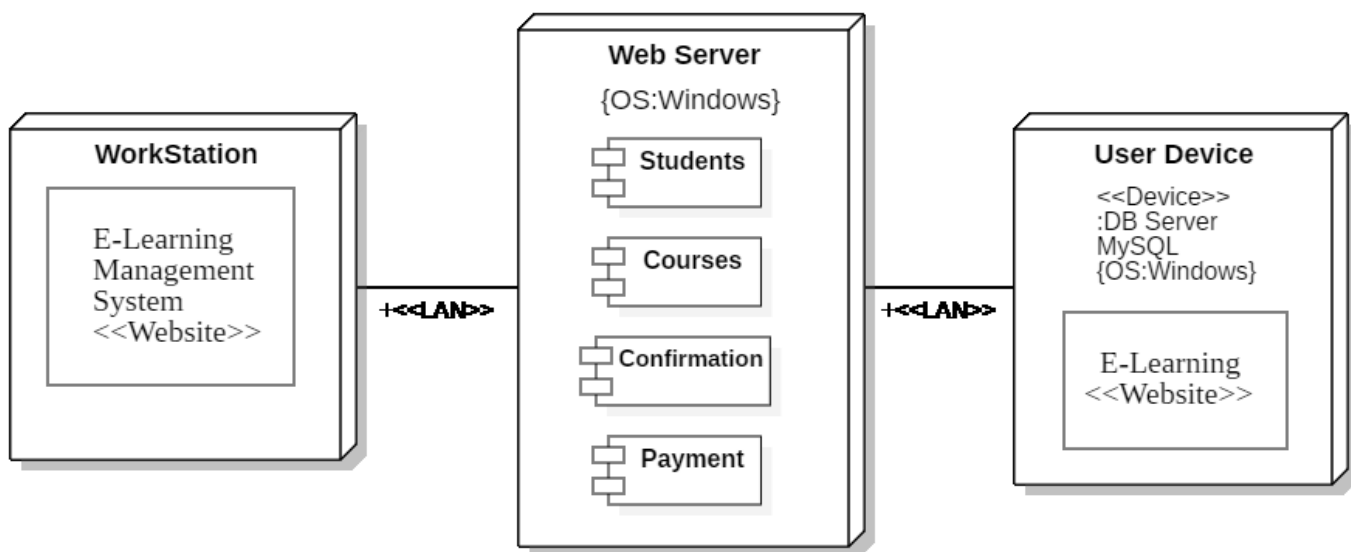 WorkStation
E-Learning
Management
System
<<Website>>
+<<LAN>>
Web Server
{OS:Windows}
Students
Courses
Confirmation
Payment
+<<LAN>>
User Device
<<Device>>
:DB Server
MySQL
{OS:Windows}
E-Learning
<<Website>>